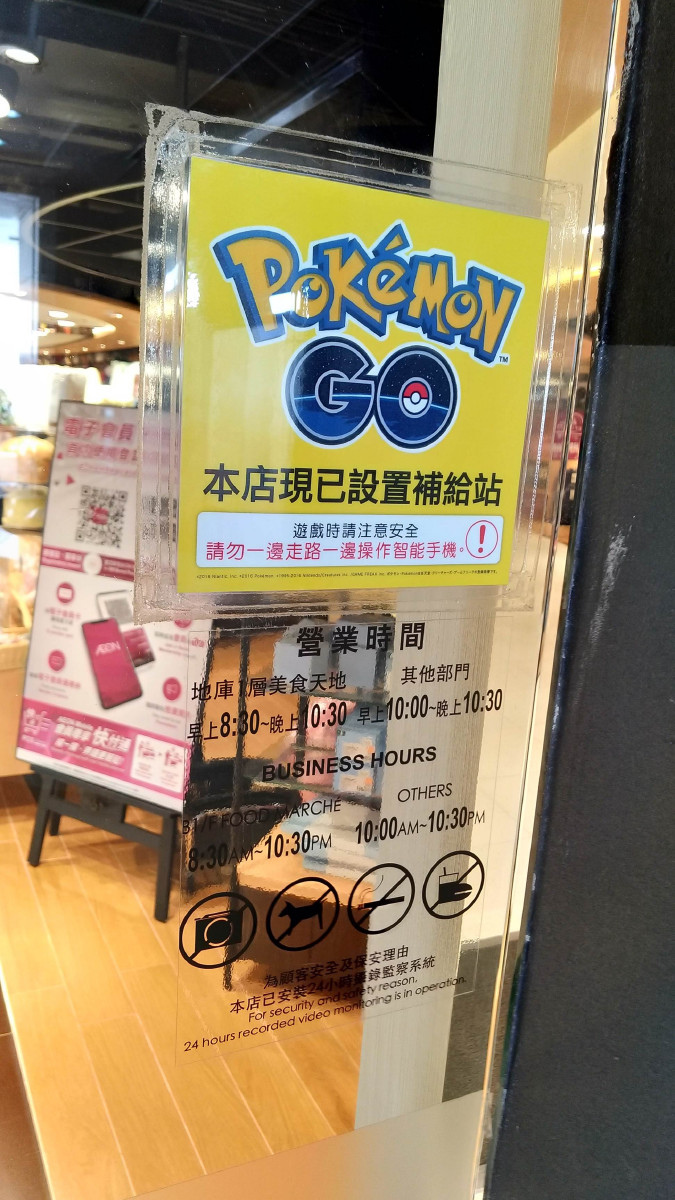 POKéMON
TM
GO
本店現已設置補給站
遊戲時請注意安全
請勿一邊走路一邊操作智能手機。
!
營業時間
地庫1層美食天地 其他部門
早上8:30~晚上10:30 早上10:00~晚上10:30
BUSINESS HOURS
B1/F FOOD MARCHE OTHERS
8:30AM~10:30PM 10:00AM~10:30PM
為顧客安全及保安理由
本店已安裝24小時攝錄監察系統
For security and safety reason,
24 hours recorded video monitoring is in operation.
電子會員
AEON